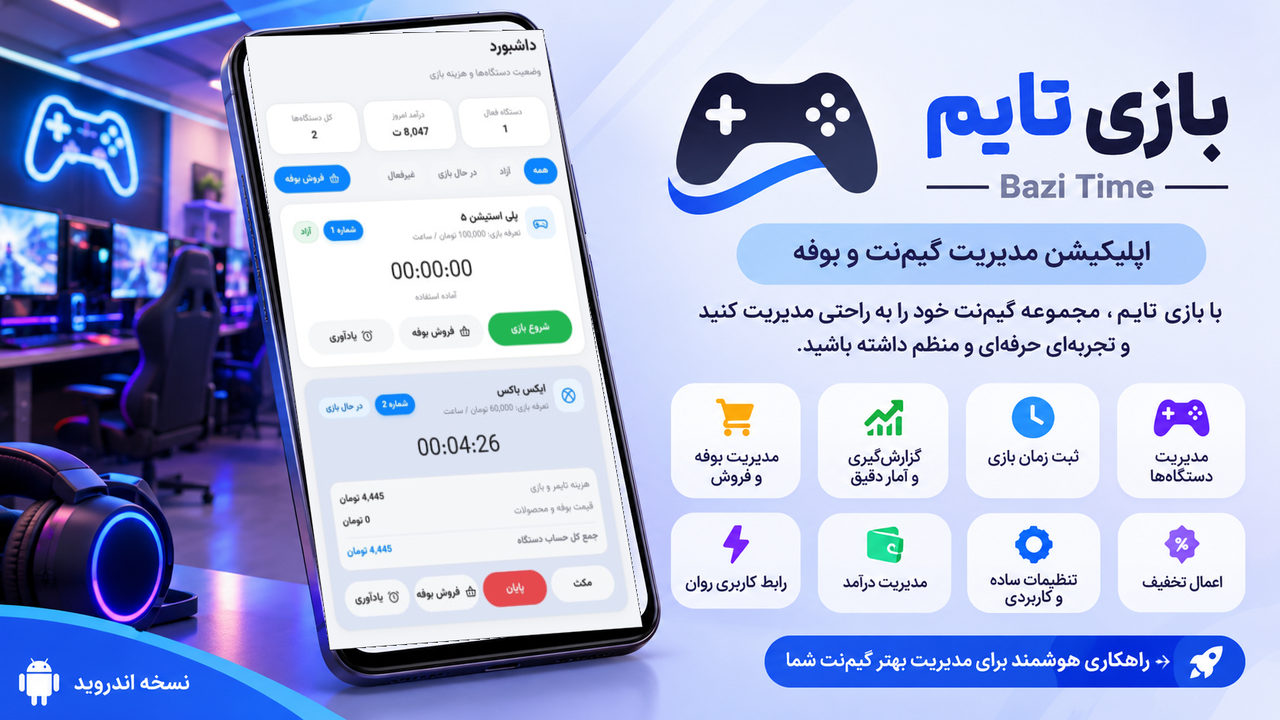 بازی تایم
Bazi Time
اپلیکیشن مدیریت گیم‌نت و بوفه
با بازی تایم ، مجموعه گیم‌نت خود را به راحتی مدیریت کنید
و تجربه‌ای حرفه‌ای و منظم داشته باشید.
مدیریت
دستگاه‌ها
ثبت زمان بازی
گزارش‌گیری
و آمار دقیق
مدیریت بوفه
و فروش
اعمال تخفیف
%
تنظیمات ساده
و کاربردی
مدیریت درآمد
رابط کاربری روان
راهکاری هوشمند برای مدیریت بهتر گیم‌نت شما
داشبورد
وضعیت دستگاه‌ها و هزینه بازی
دستگاه فعال
1
درآمد امروز
8,047 ت
کل دستگاه‌ها
2
همه آزاد در حال بازی غیرفعال فروش بوفه
پلی استیشن ۵ شماره 1 آزاد
تعرفه بازی: 100,000 تومان / ساعت
00:00:00
آماده استفاده
شروع بازی فروش بوفه یادآوری
ایکس باکس شماره 2 در حال بازی
تعرفه بازی: 60,000 تومان / ساعت
00:04:26
هزینه تایمر و بازی 4,445 تومان
قیمت بوفه و محصولات 0 تومان
جمع کل حساب دستگاه 4,445 تومان
مکث پایان فروش بوفه یادآوری
نسخه اندروید